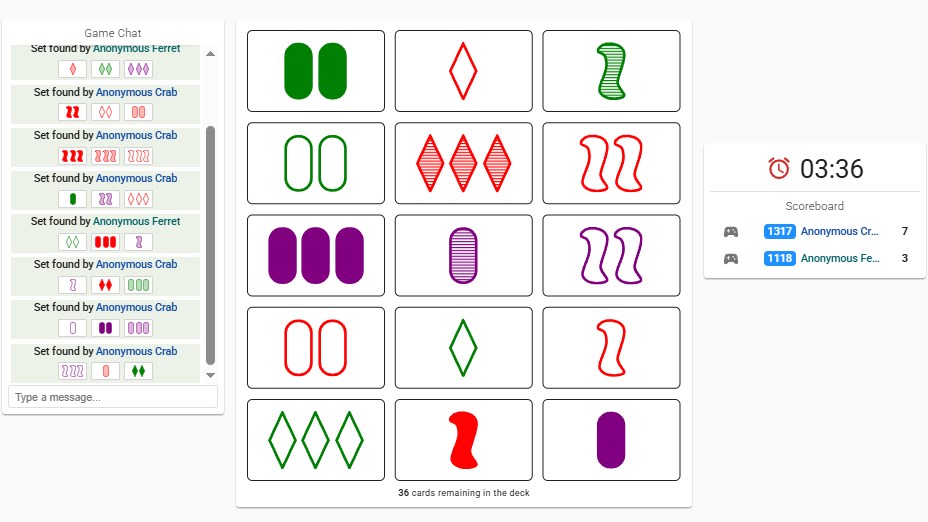 Game Chat
Set found by Anonymous Ferret
Set found by Anonymous Crab
Set found by Anonymous Crab
Set found by Anonymous Crab
Set found by Anonymous Ferret
Set found by Anonymous Crab
Set found by Anonymous Crab
Set found by Anonymous Crab
Type a message...
36 cards remaining in the deck
03:36
Scoreboard
1317 Anonymous Cr... 7
1118 Anonymous Fe... 3